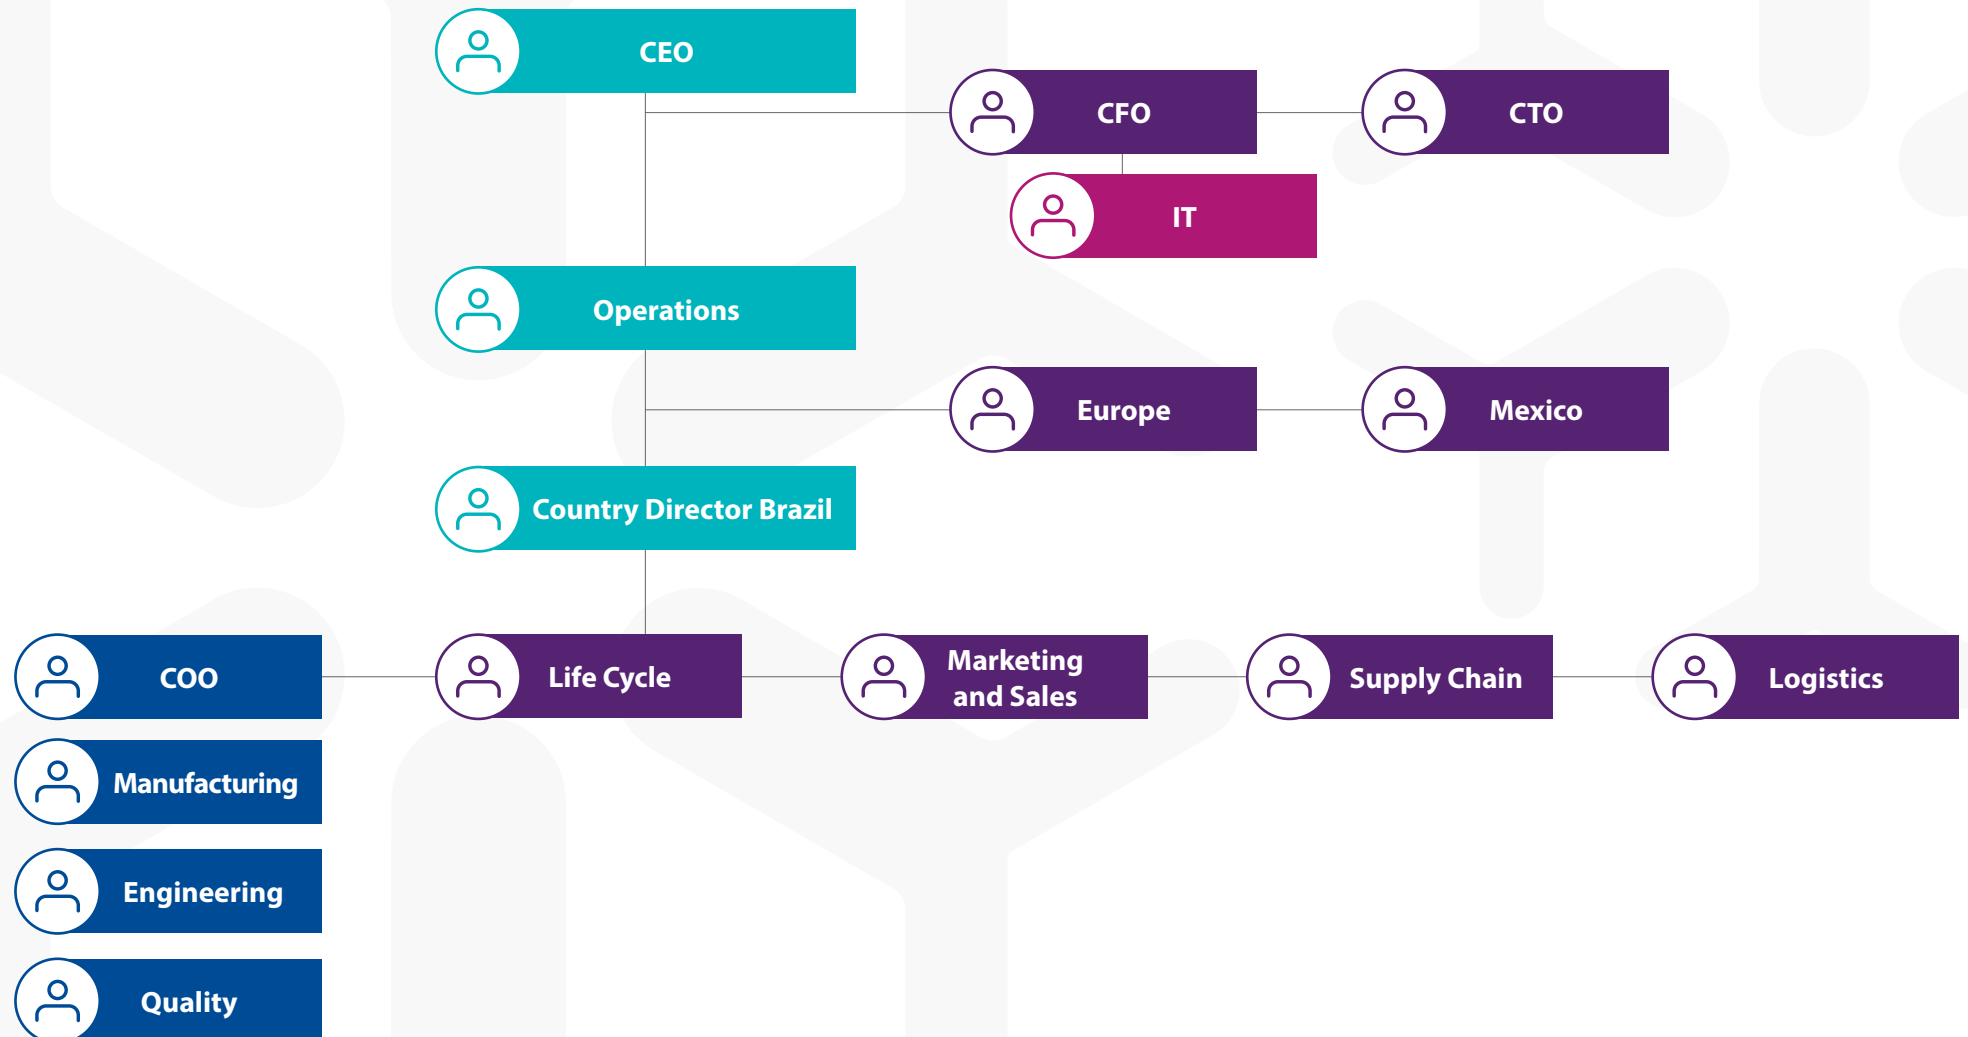 CEO
CFO
CTO
IT
Operations
Europe
Mexico
Country Director Brazil
COO
Life Cycle
Marketing
and Sales
Supply Chain
Logistics
Manufacturing
Engineering
Quality